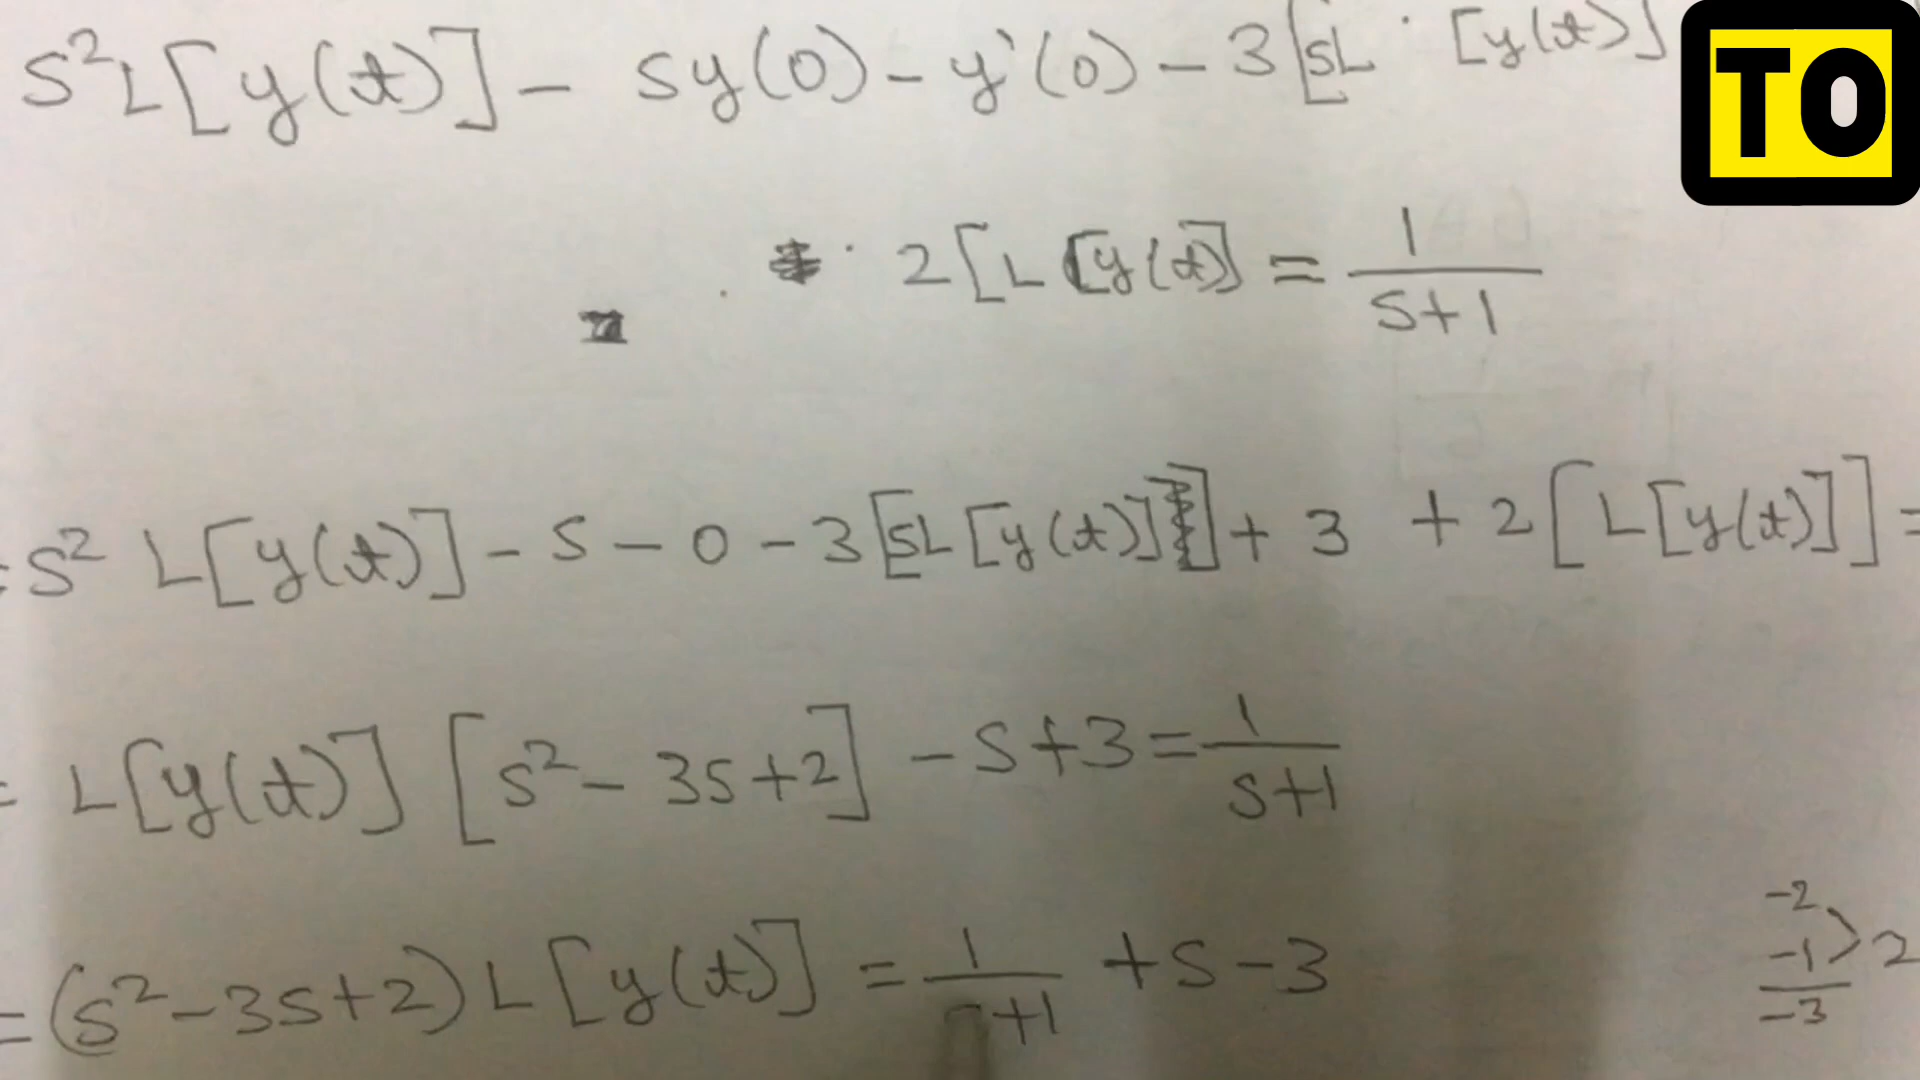 S²L[y(t)] - sy(0) - y'(0) - 3[SL [y(t)]
TO
2[L[y(t)] = 1/(S+1)
= S² L[y(t)] - S - 0 - 3[SL[y(t)]] + 3 + 2[L[y(t)]] =
= L[y(t)] [S² - 3S + 2] - S + 3 = 1/(S+1)
= (S² - 3S + 2) L[y(t)] = 1/( +1) + S - 3
-2
-1 > 2
-3